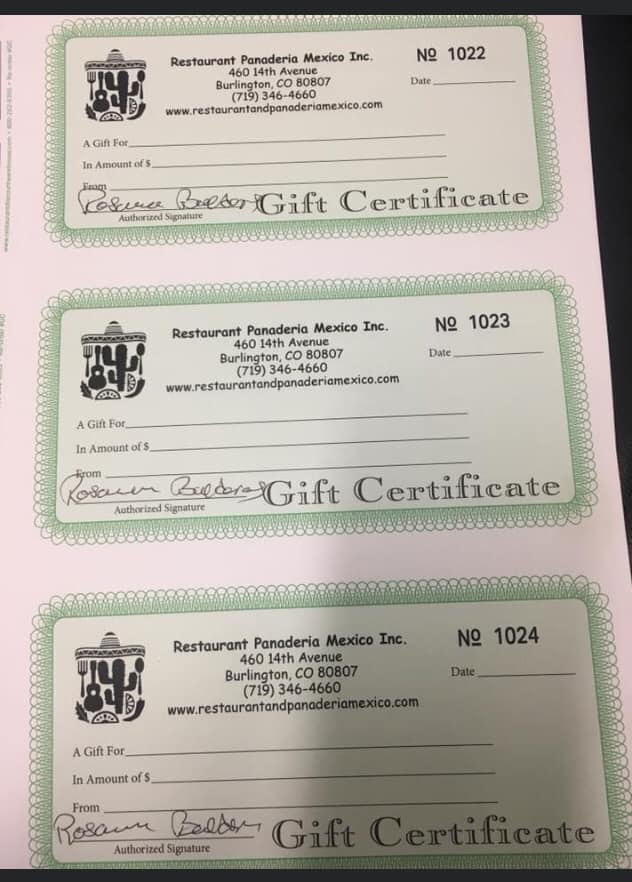 Restaurant Panaderia Mexico Inc.
460 14th Avenue
Burlington, CO 80807
(719) 346-4660
www.restaurantandpanaderiamexico.com
Nº 1022
Date
A Gift For
In Amount of $
From
Authorized Signature
Gift Certificate
Restaurant Panaderia Mexico Inc.
460 14th Avenue
Burlington, CO 80807
(719) 346-4660
www.restaurantandpanaderiamexico.com
Nº 1023
Date
A Gift For
In Amount of $
From
Authorized Signature
Gift Certificate
Restaurant Panaderia Mexico Inc.
460 14th Avenue
Burlington, CO 80807
(719) 346-4660
www.restaurantandpanaderiamexico.com
Nº 1024
Date
A Gift For
In Amount of $
From
Authorized Signature
Gift Certificate